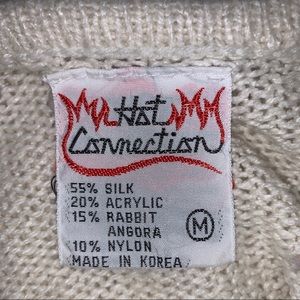 Hot
Connection
55% SILK
20% ACRYLIC
15% RABBIT
ANGORA
10% NYLON
MADE IN KOREA
M